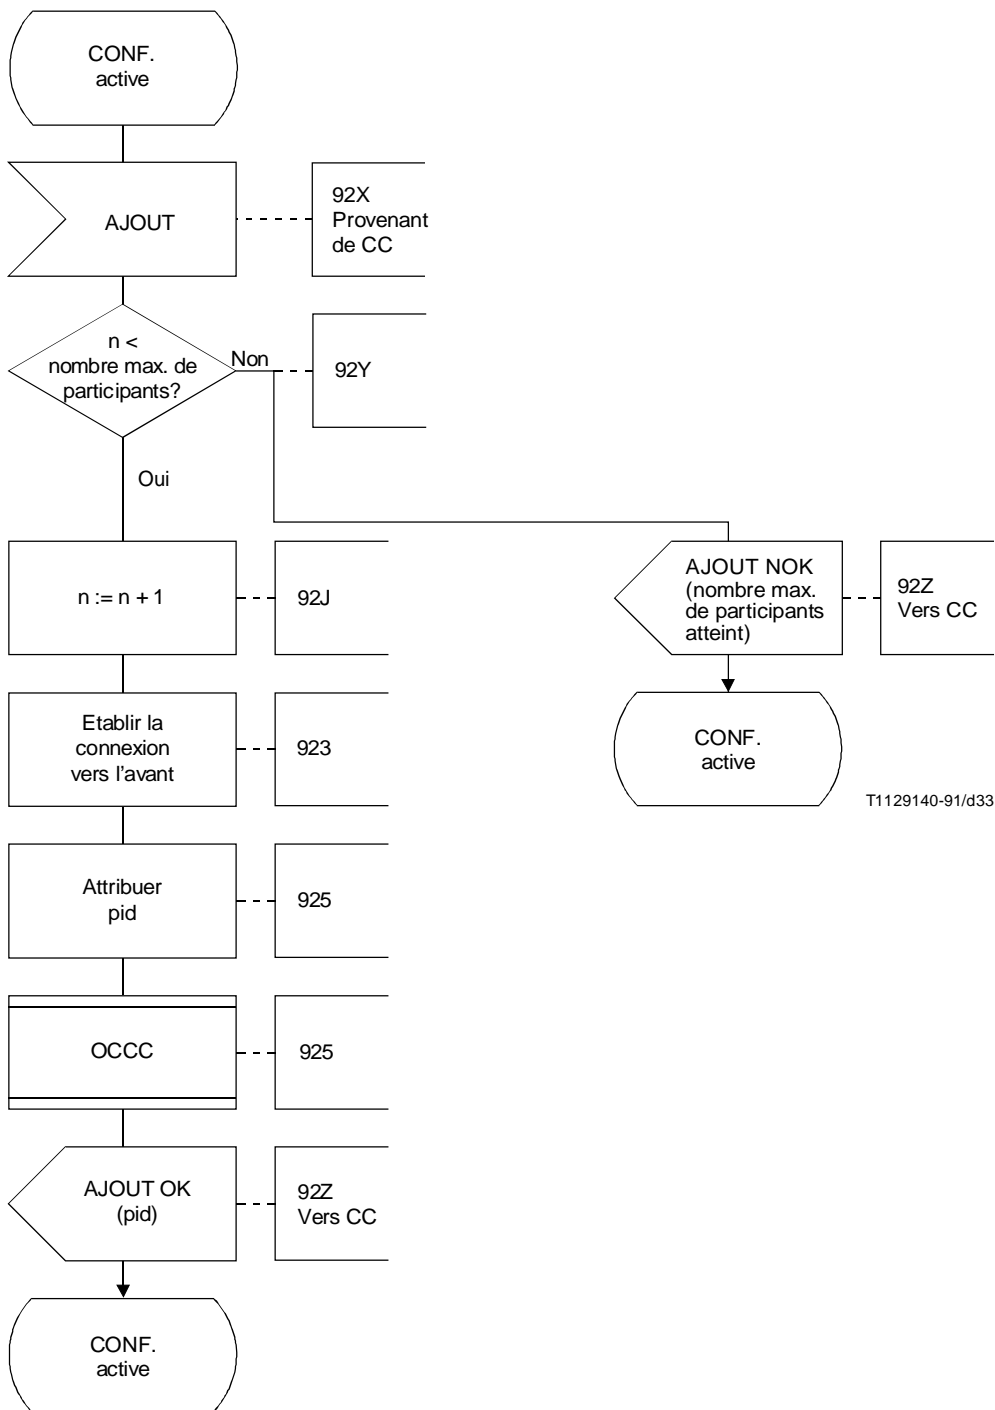 CONF.
active
AJOUT
92X
Provenant
de CC
n <
nombre max. de
participants?
Non
92Y
Oui
n := n + 1
92J
AJOUT NOK
(nombre max.
de participants
atteint)
92Z
Vers CC
Etablir la
connexion
vers l'avant
923
CONF.
active
T1129140-91/d33
Attribuer
pid
925
OCCC
925
AJOUT OK
(pid)
92Z
Vers CC
CONF.
active